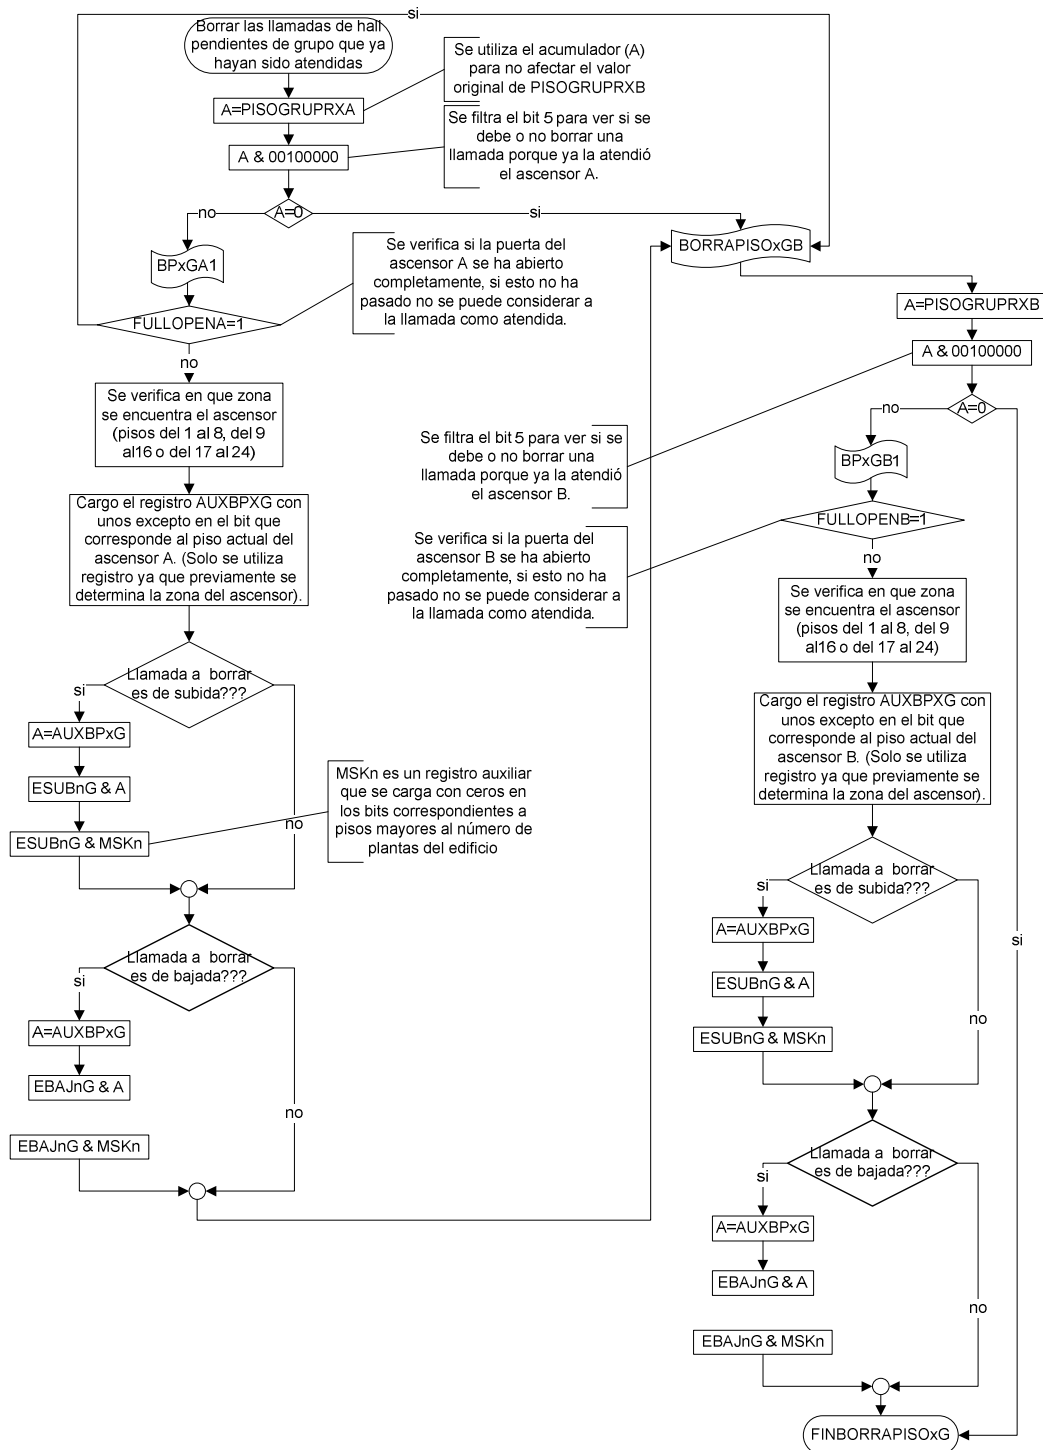 si
Borrar las llamadas de hall
pendientes de grupo que ya
hayan sido atendidas
Se utiliza el acumulador (A)
para no afectar el valor
original de PISOGRUPRXB
A=PISOGRUPRXA
Se filtra el bit 5 para ver si se
debe o no borrar una
llamada porque ya la atendió
el ascensor A.
A & 00100000
A=0
no
si
BPxGA1
Se verifica si la puerta del
ascensor A se ha abierto
completamente, si esto no ha
pasado no se puede considerar a
la llamada como atendida.
BORRAPISOxGB
FULLOPENA=1
no
Se verifica en que zona
se encuentra el ascensor
(pisos del 1 al 8, del 9
al16 o del 17 al 24)
Cargo el registro AUXBPXG con
unos excepto en el bit que
corresponde al piso actual del
ascensor A. (Solo se utiliza
registro ya que previamente se
determina la zona del ascensor).
Llamada a borrar
es de subida???
si
A=AUXBPxG
ESUBnG & A
ESUBnG & MSKn
no
MSKn es un registro auxiliar
que se carga con ceros en
los bits correspondientes a
pisos mayores al número de
plantas del edificio
Llamada a borrar
es de bajada???
si
A=AUXBPxG
EBAJnG & A
no
EBAJnG & MSKn
A=PISOGRUPRXB
A & 00100000
A=0
no
Se filtra el bit 5 para ver si se
debe o no borrar una
llamada porque ya la atendió
el ascensor B.
BPxGB1
FULLOPENB=1
Se verifica si la puerta del
ascensor B se ha abierto
completamente, si esto no ha
pasado no se puede considerar a
la llamada como atendida.
no
Se verifica en que zona
se encuentra el ascensor
(pisos del 1 al 8, del 9
al16 o del 17 al 24)
Cargo el registro AUXBPXG con
unos excepto en el bit que
corresponde al piso actual del
ascensor B. (Solo se utiliza
registro ya que previamente se
determina la zona del ascensor).
Llamada a borrar
es de subida???
si
A=AUXBPxG
si
ESUBnG & A
no
ESUBnG & MSKn
Llamada a borrar
es de bajada???
si
A=AUXBPxG
EBAJnG & A
no
EBAJnG & MSKn
FINBORRAPISOxG